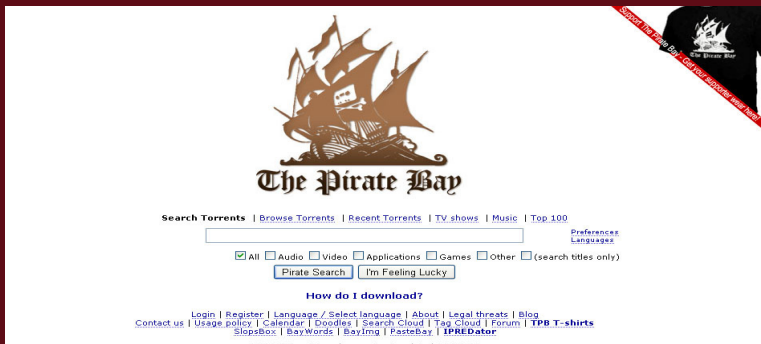 Support The Pirate Bay - Get your supporter wear here!
The Pirate Bay
The Pirate Bay
Search Torrents | Browse Torrents | Recent Torrents | TV shows | Music | Top 100
Preferences
Languages
All Audio Video Applications Games Other (search titles only)
Pirate Search I'm Feeling Lucky
How do I download?
Login | Register | Language / Select language | About | Legal threats | Blog
Contact us | Usage policy | Calendar | Doodles | Search Cloud | Tag Cloud | Forum | TPB T-shirts
SlopsBox | BayWords | BayImg | PasteBay | IPREDator